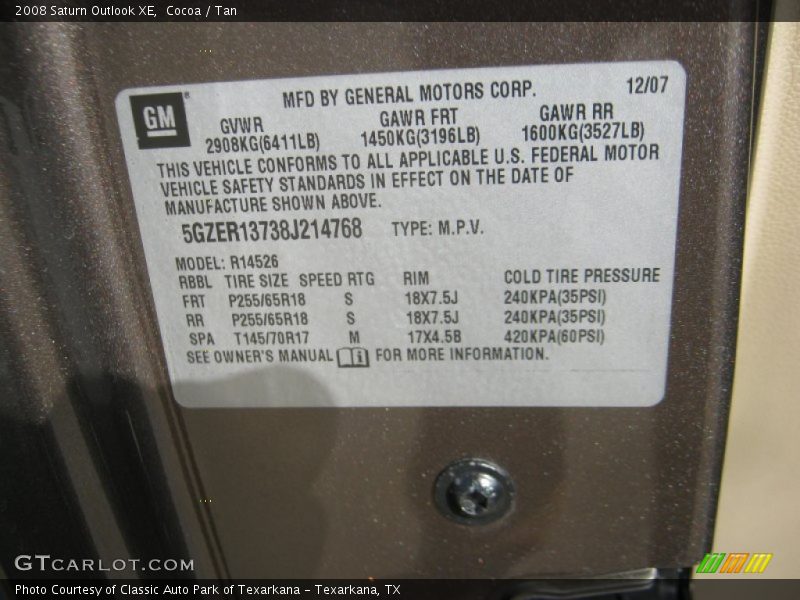 2008 Saturn Outlook XE,  Cocoa / Tan
GM ®
MFD BY GENERAL MOTORS CORP. 12/07
GVWR GAWR FRT GAWR RR
2908KG(6411LB) 1450KG(3196LB) 1600KG(3527LB)
THIS VEHICLE CONFORMS TO ALL APPLICABLE U.S. FEDERAL MOTOR
VEHICLE SAFETY STANDARDS IN EFFECT ON THE DATE OF
MANUFACTURE SHOWN ABOVE.
5GZER13738J214768 TYPE: M.P.V.
MODEL: R14526
RBBL TIRE SIZE SPEED RTG RIM COLD TIRE PRESSURE
FRT P255/65R18 S 18X7.5J 240KPA(35PSI)
RR P255/65R18 S 18X7.5J 240KPA(35PSI)
SPA T145/70R17 M 17X4.5B 420KPA(60PSI)
SEE OWNER'S MANUAL i FOR MORE INFORMATION.
GTCARLOT.COM
Photo Courtesy of Classic Auto Park of Texarkana – Texarkana, TX